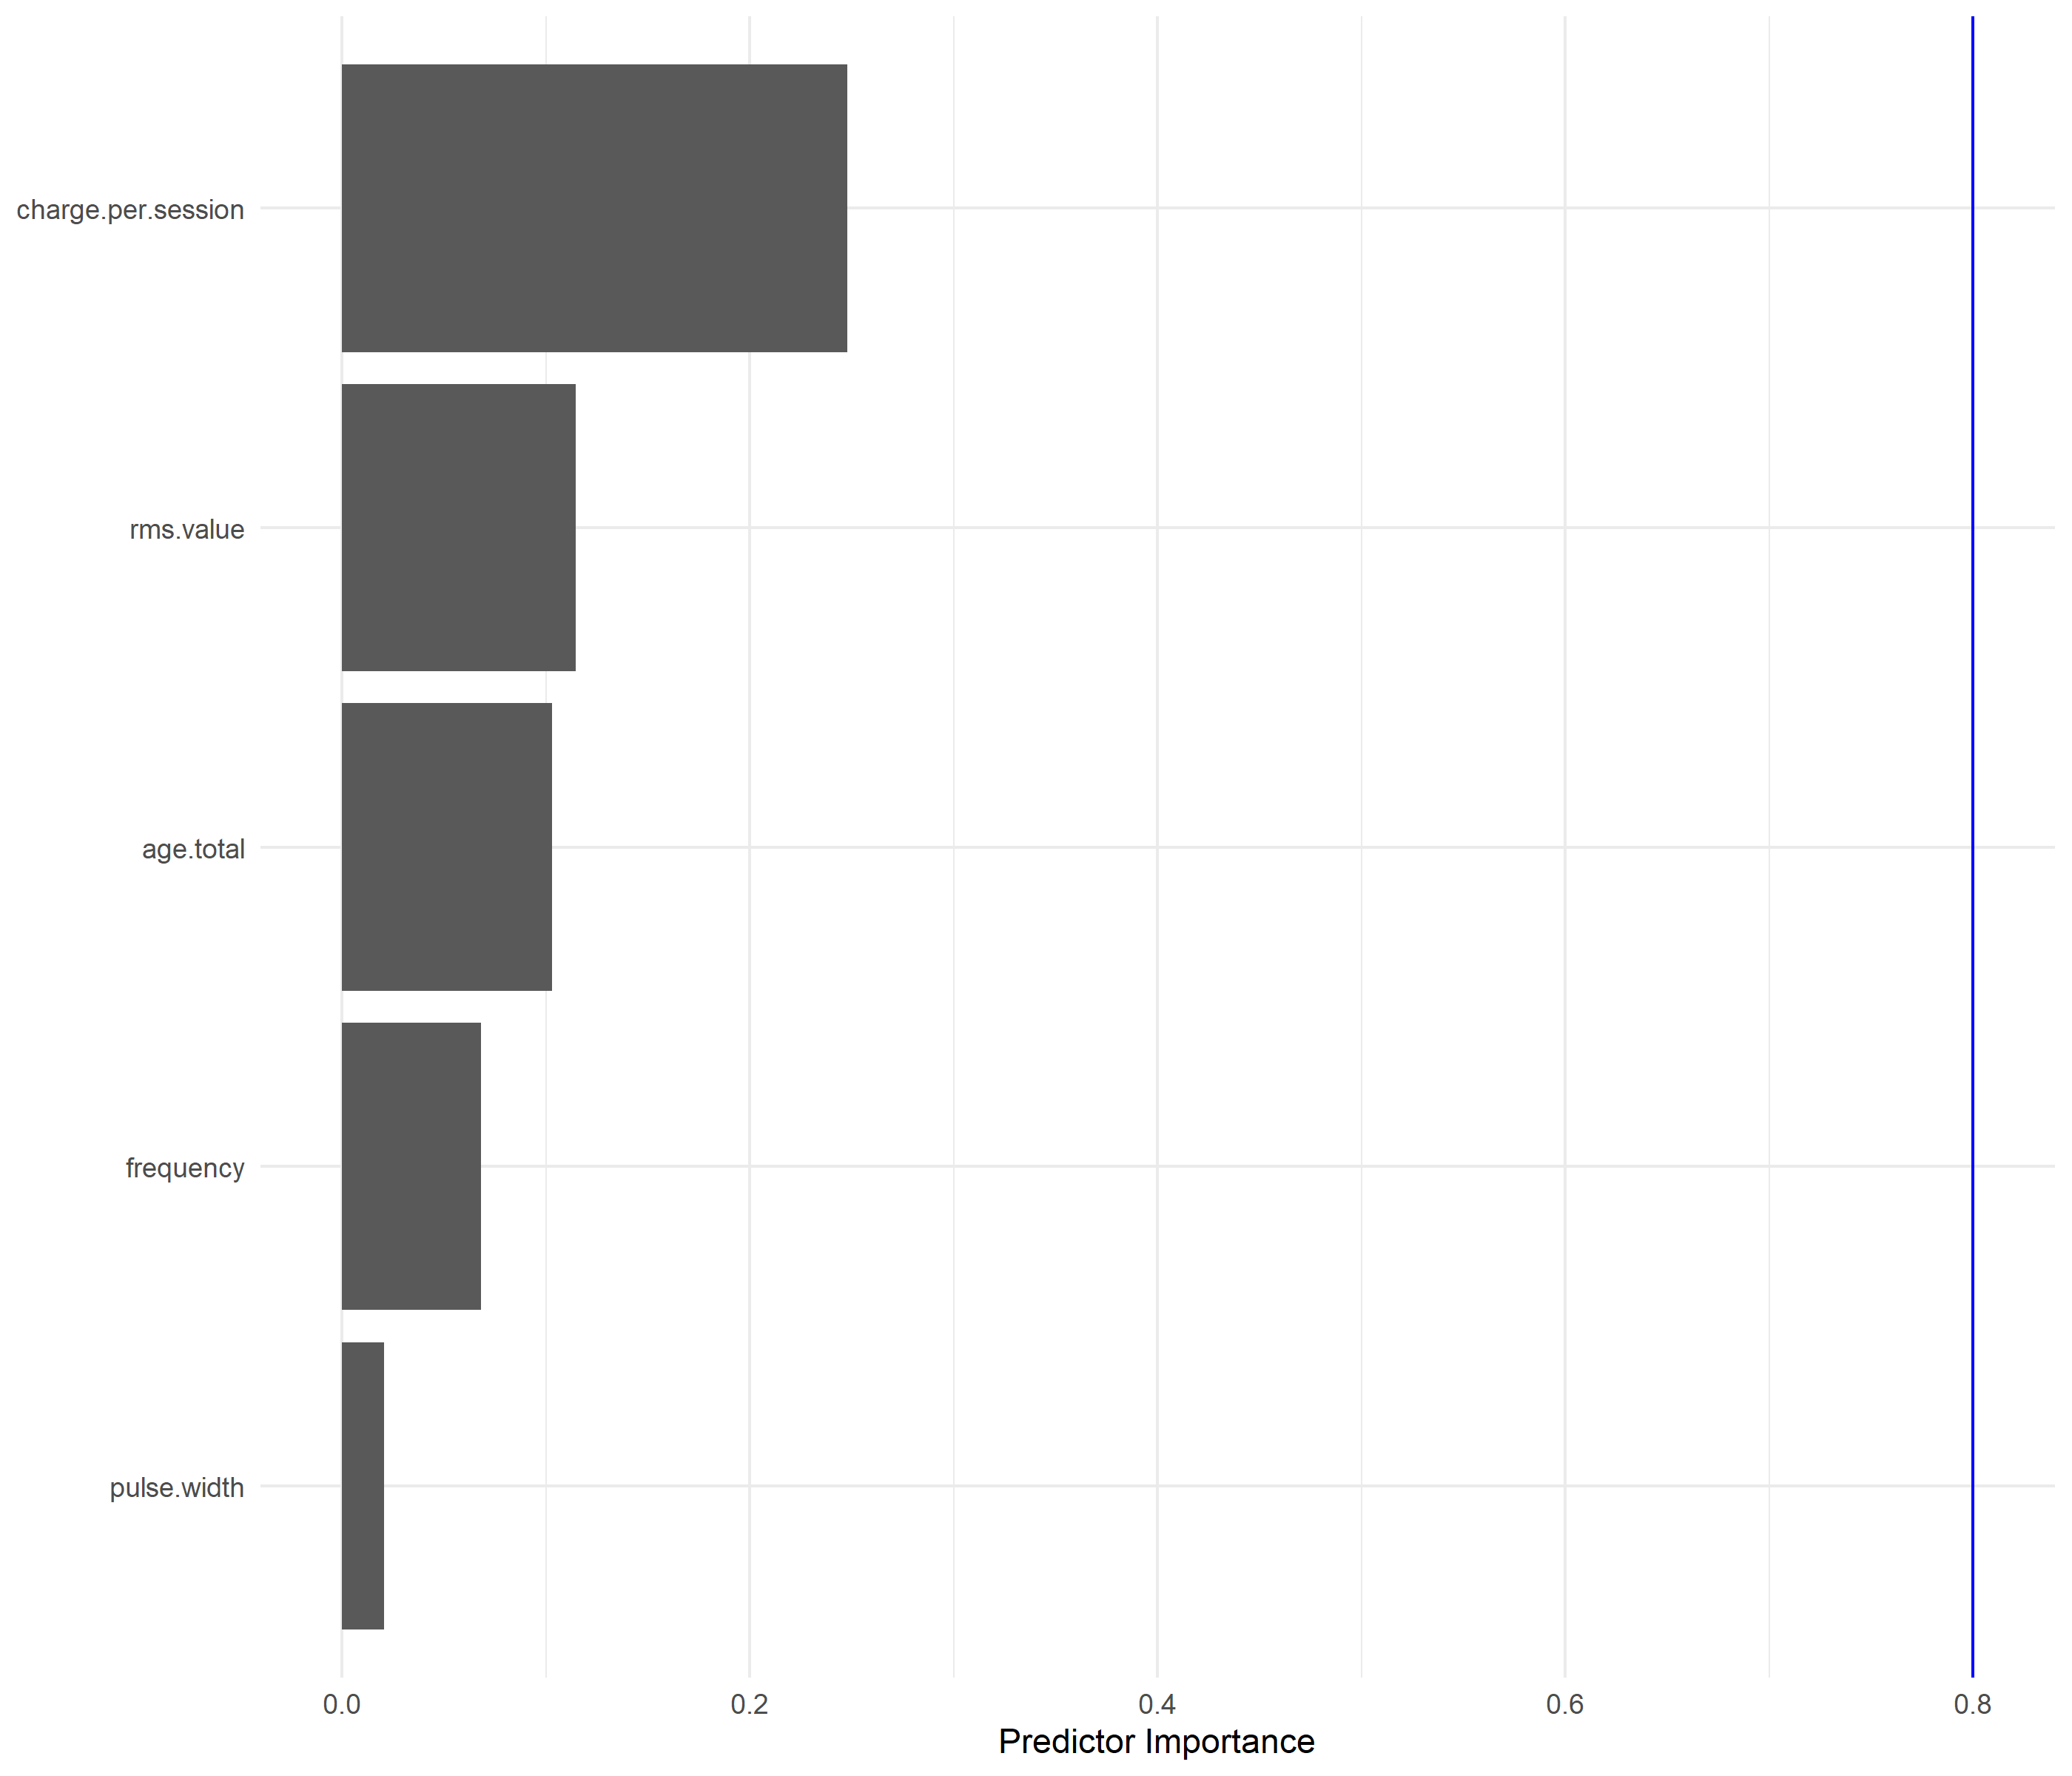 charge.per.session
rms.value
age.total
frequency
pulse.width
0.0 0.2 0.4 0.6 0.8
Predictor Importance